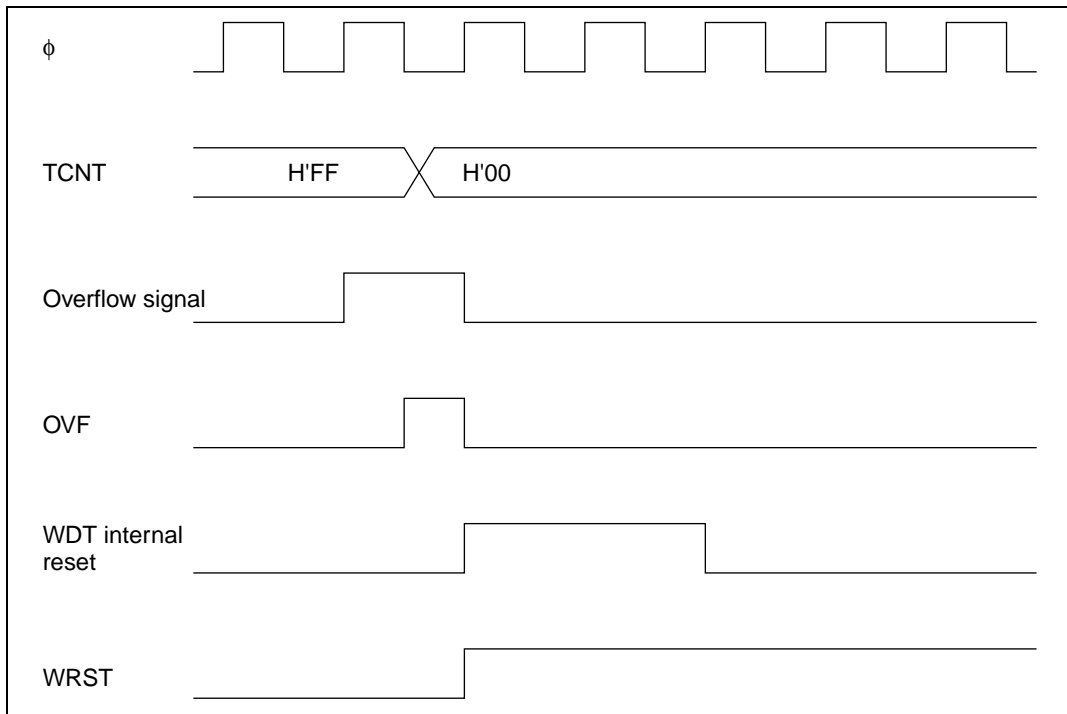 ϕ
TCNT
H'FF
H'00
Overflow signal
OVF
WDT internal
reset
WRST